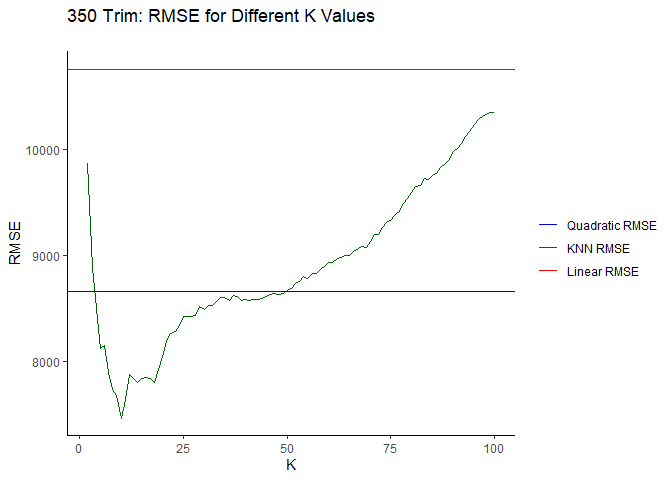 350 Trim: RMSE for Different K Values
10000
9000
8000
RMSE
0 25 50 75 100
K
Quadratic RMSE
KNN RMSE
Linear RMSE